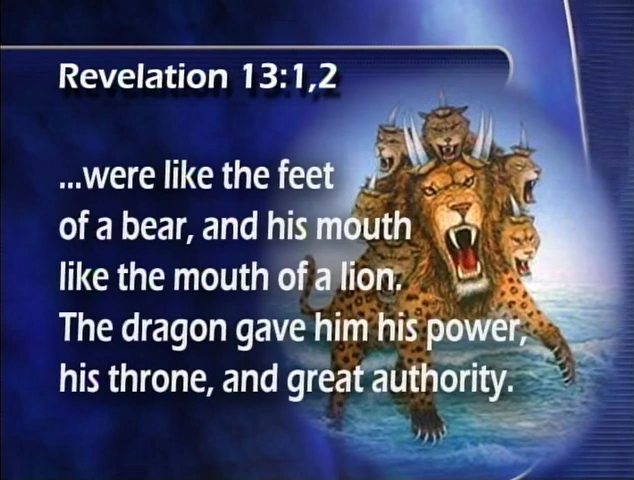 Revelation 13:1,2
...were like the feet
of a bear, and his mouth
like the mouth of a lion.
The dragon gave him his power,
his throne, and great authority.